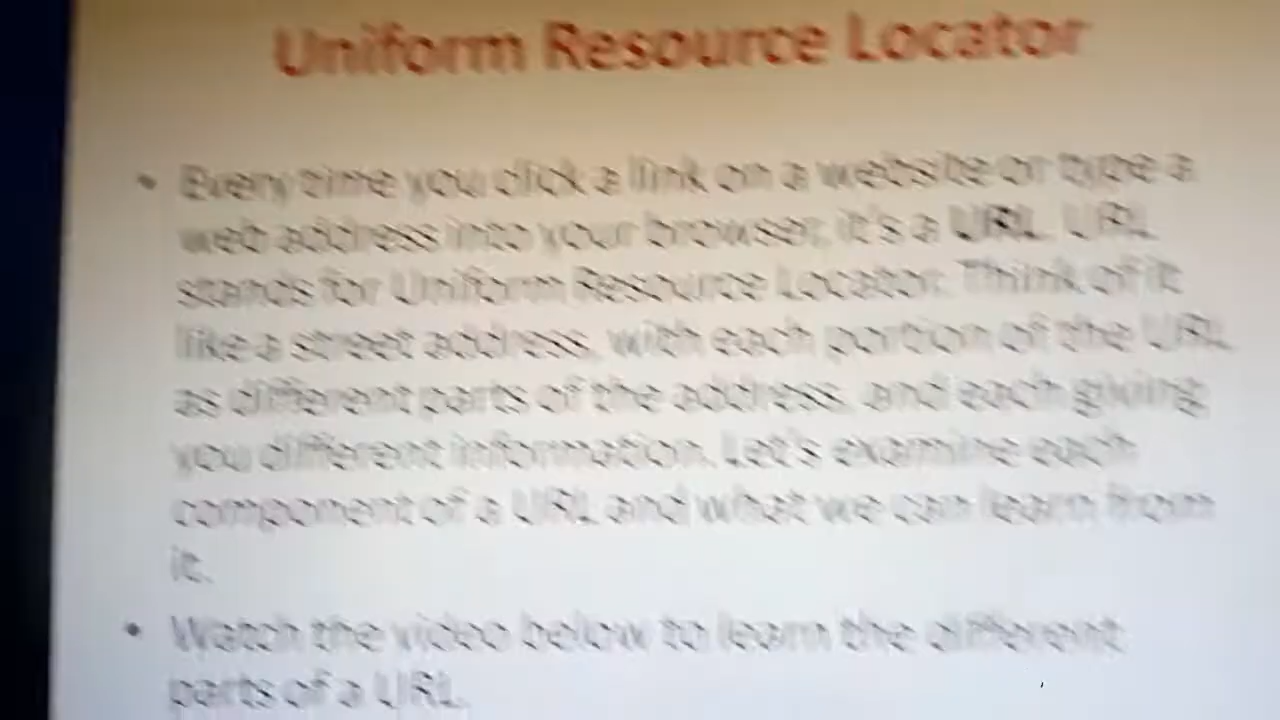 Uniform Resource Locator
• Every time you click a link on a website or type a
web address into your browser, it's a URL. URL
stands for Uniform Resource Locator. Think of it
like a street address, with each portion of the URL
as different parts of the address, and each giving
you different information. Let's examine each
component of a URL and what we can learn from
it.
• Watch the video below to learn the different
parts of a URL.